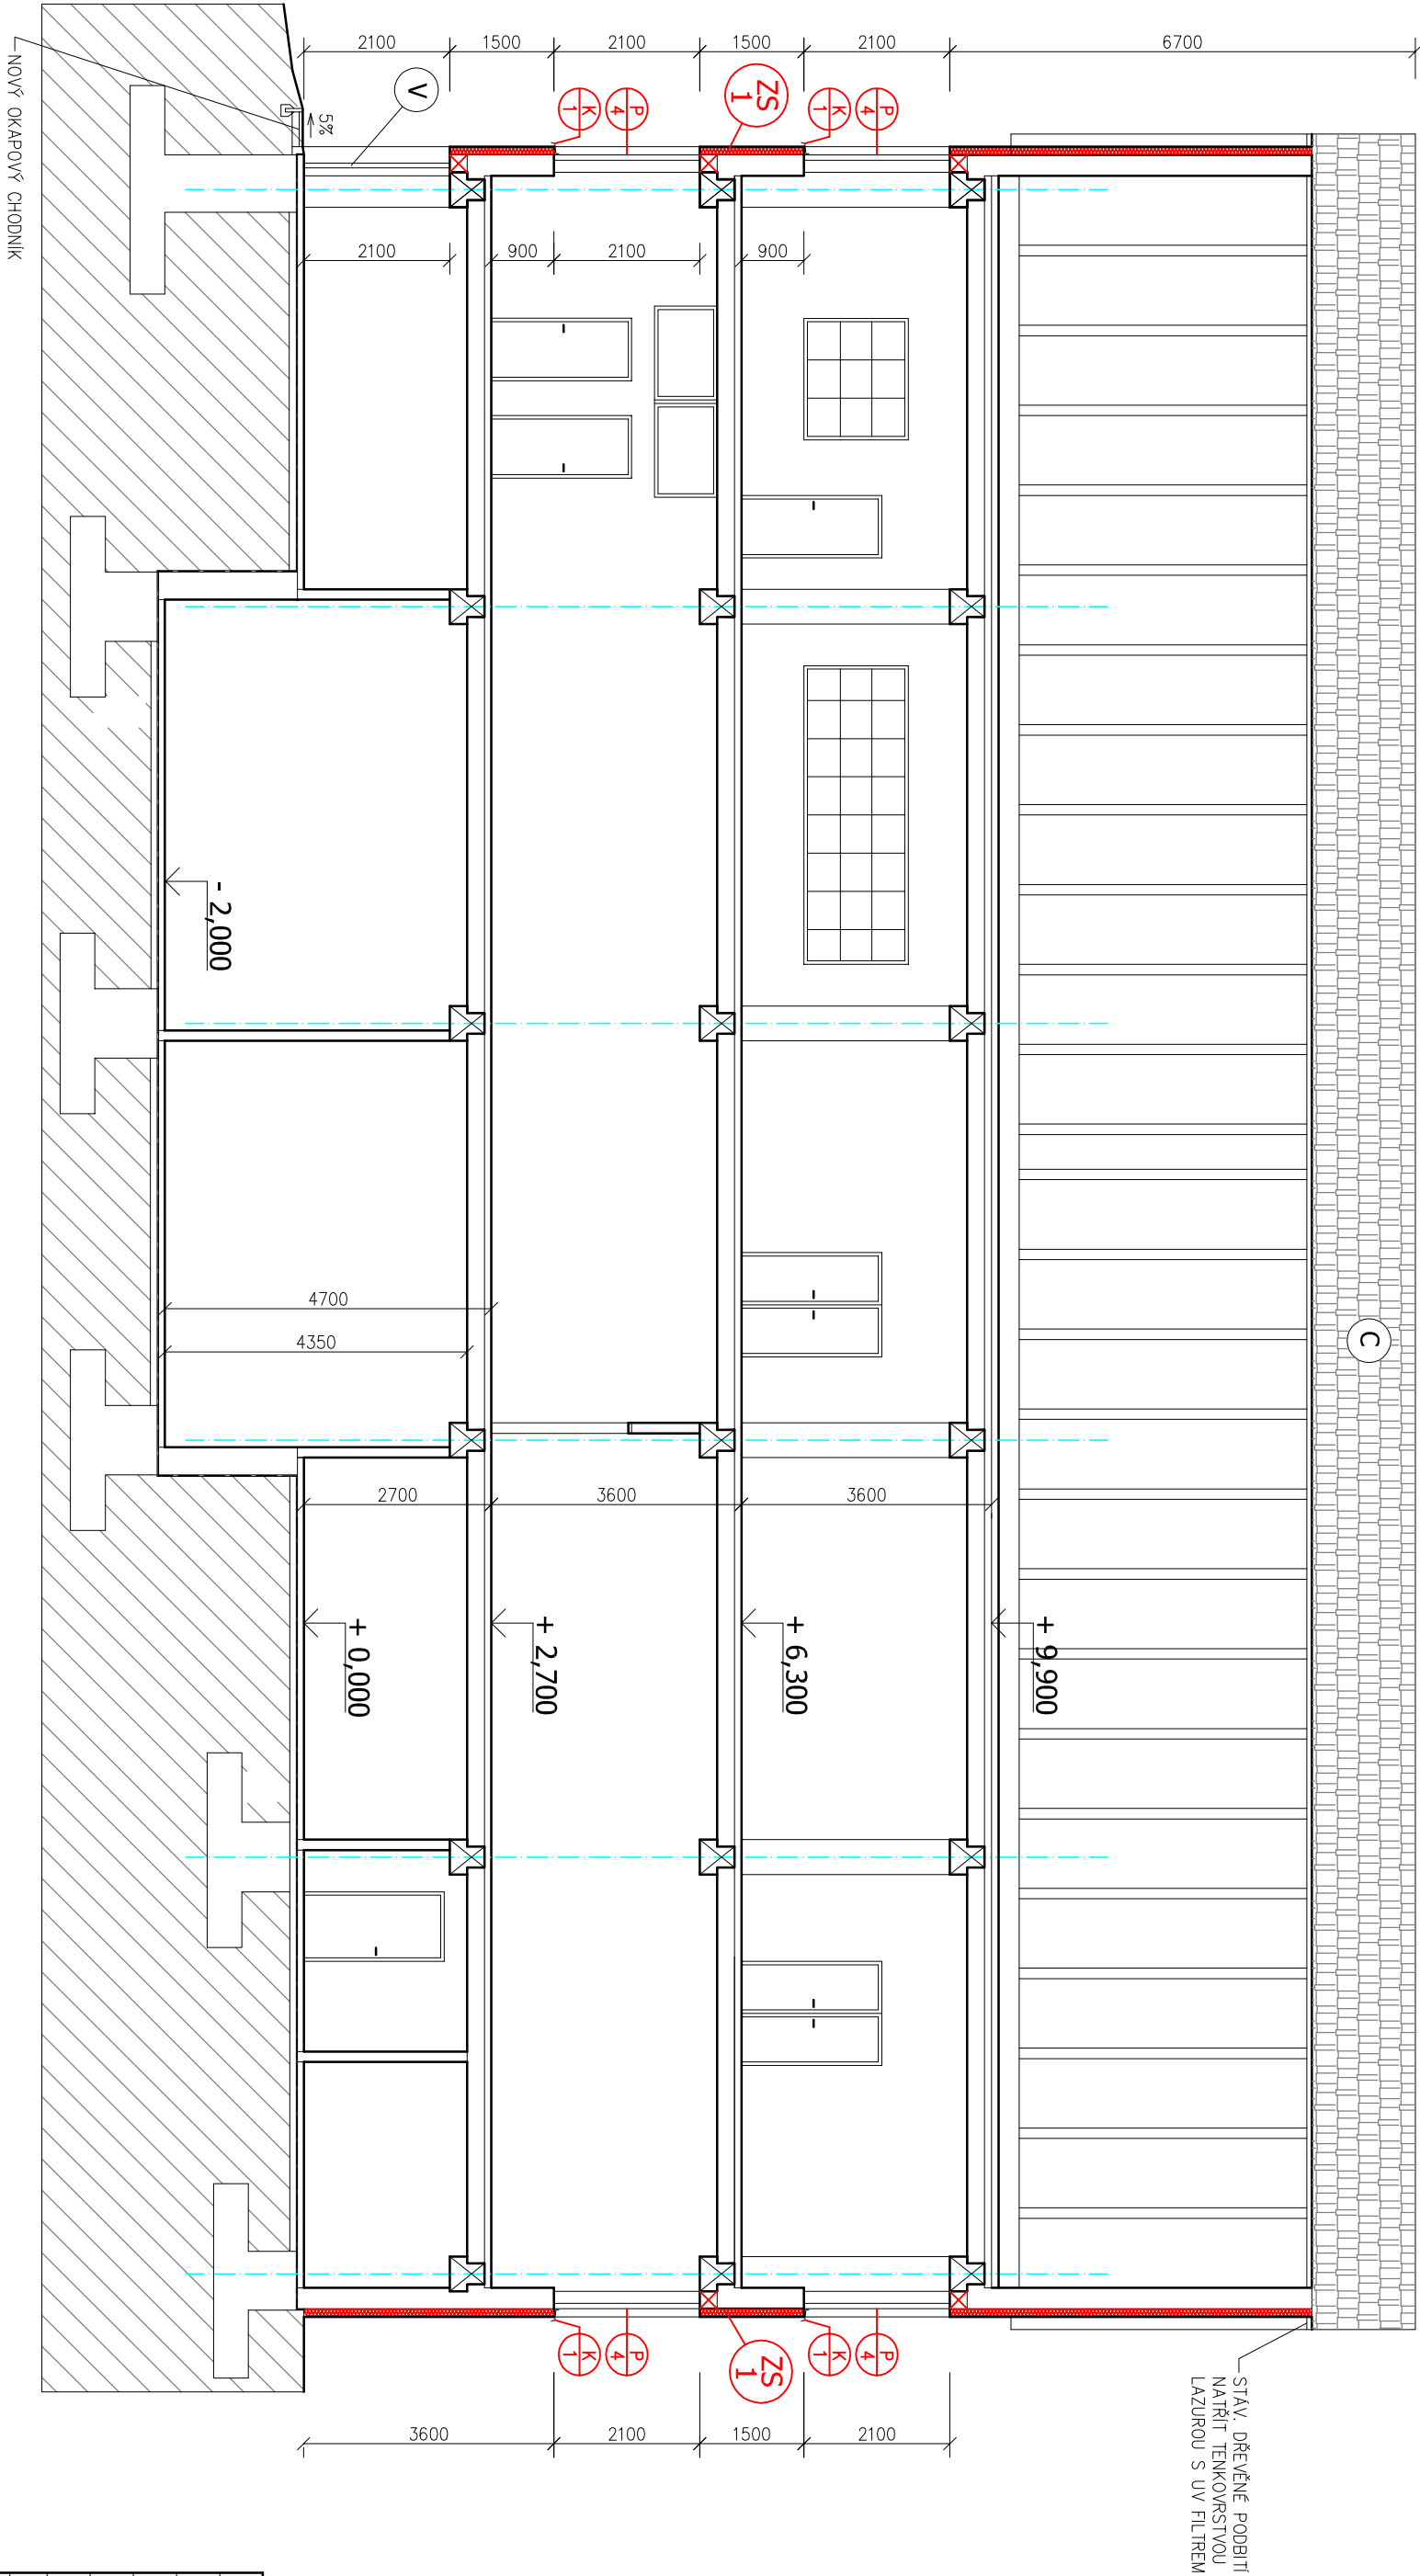 2100
1500
2100
1500
2100
6700
V
K
1
P
4
ZS
1
K
1
P
4
5%
NOVÝ OKAPOVÝ CHODNÍK
2100
900
2100
900
- 2,000
4700
4350
C
2700
3600
3600
+ 0,000
+ 2,700
+ 6,300
+ 9,900
K
1
P
4
ZS
1
K
1
P
4
STÁV. DŘEVĚNÉ PODBITÍ
NATŘÍT TENKOVRSTVOU
LAZUROU S UV FILTREM
3600
2100
1500
2100